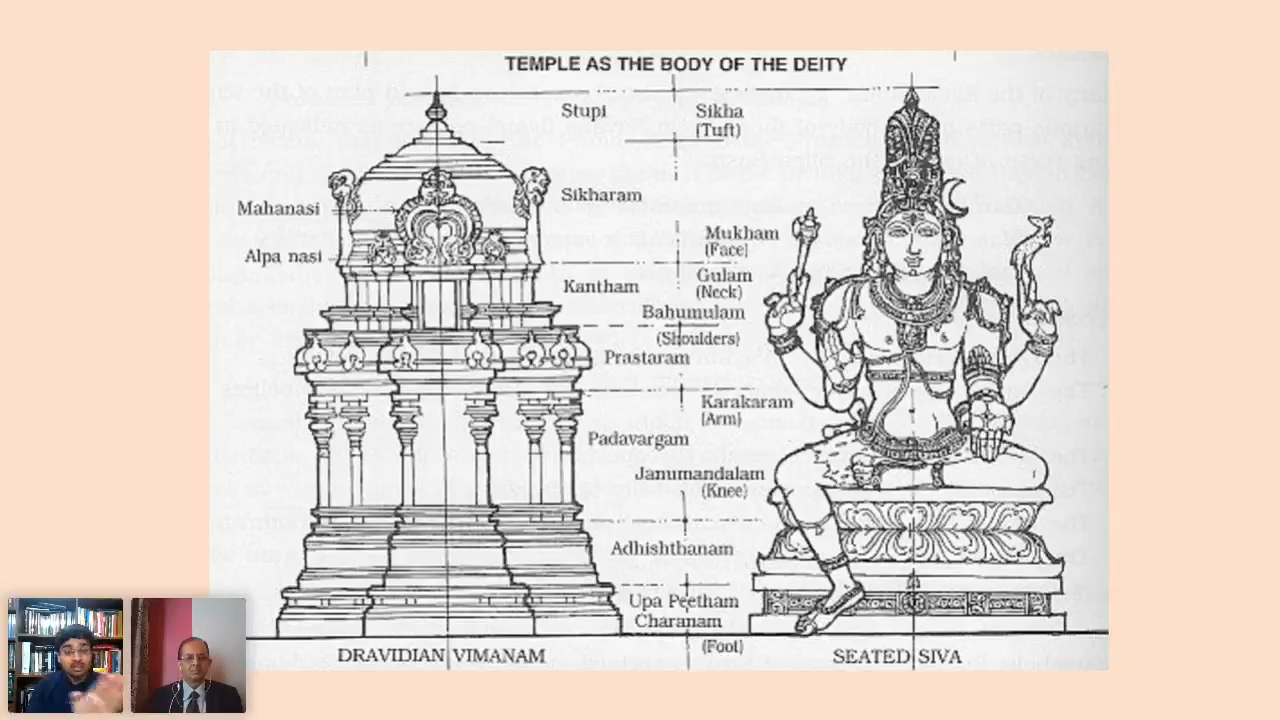 TEMPLE AS THE BODY OF THE DEITY
Stupi
Sikha
(Tuft)
Sikharam
Mahanasi
Mukham
(Face)
Alpa nasi
Gulam
(Neck)
Kantham
Bahumulam
(Shoulders)
Prastaram
Karakaram
(Arm)
Padavargam
Janumandalam
(Knee)
Adhishthanam
Upa Peetham
Charanam
(Foot)
DRAVIDIAN VIMANAM
SEATED SIVA